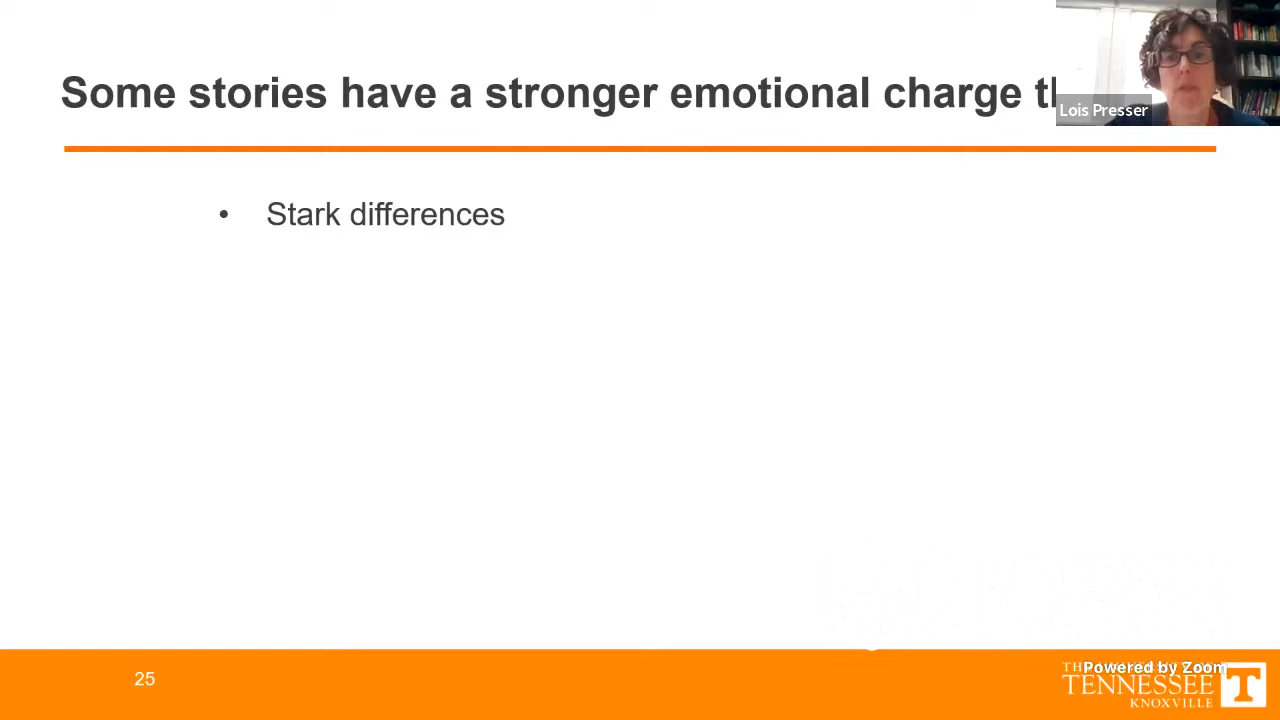 Some stories have a stronger emotional charge
Lois Presser
• Stark differences
25
Powered by Zoom
TENNESSEE
KNOXVILLE
T